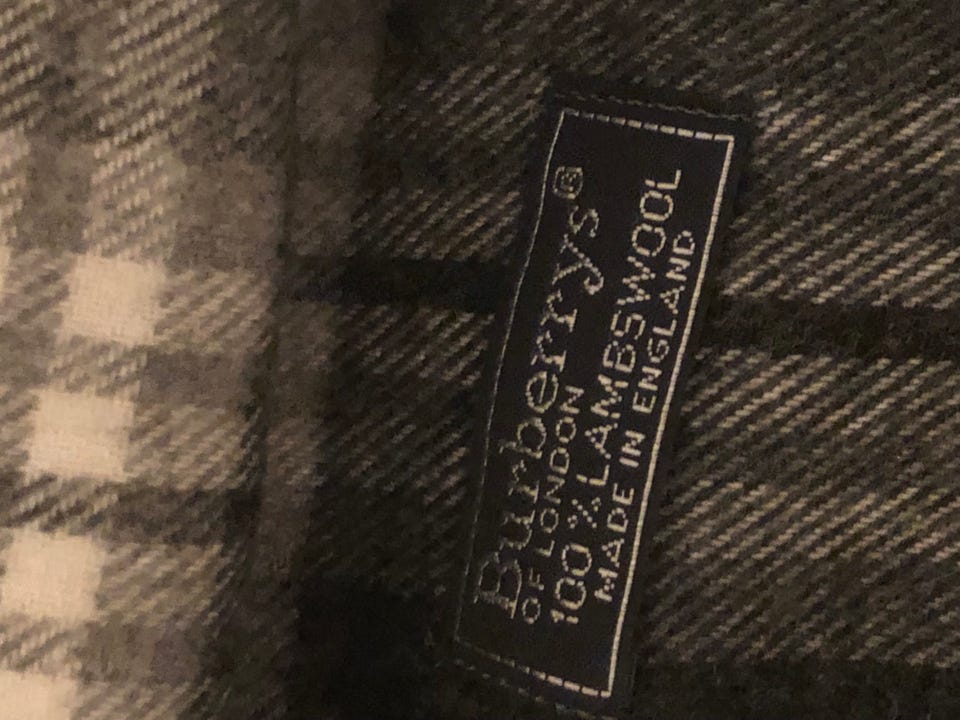 Burberrys®
OF LONDON
100% LAMBSWOOL
MADE IN ENGLAND